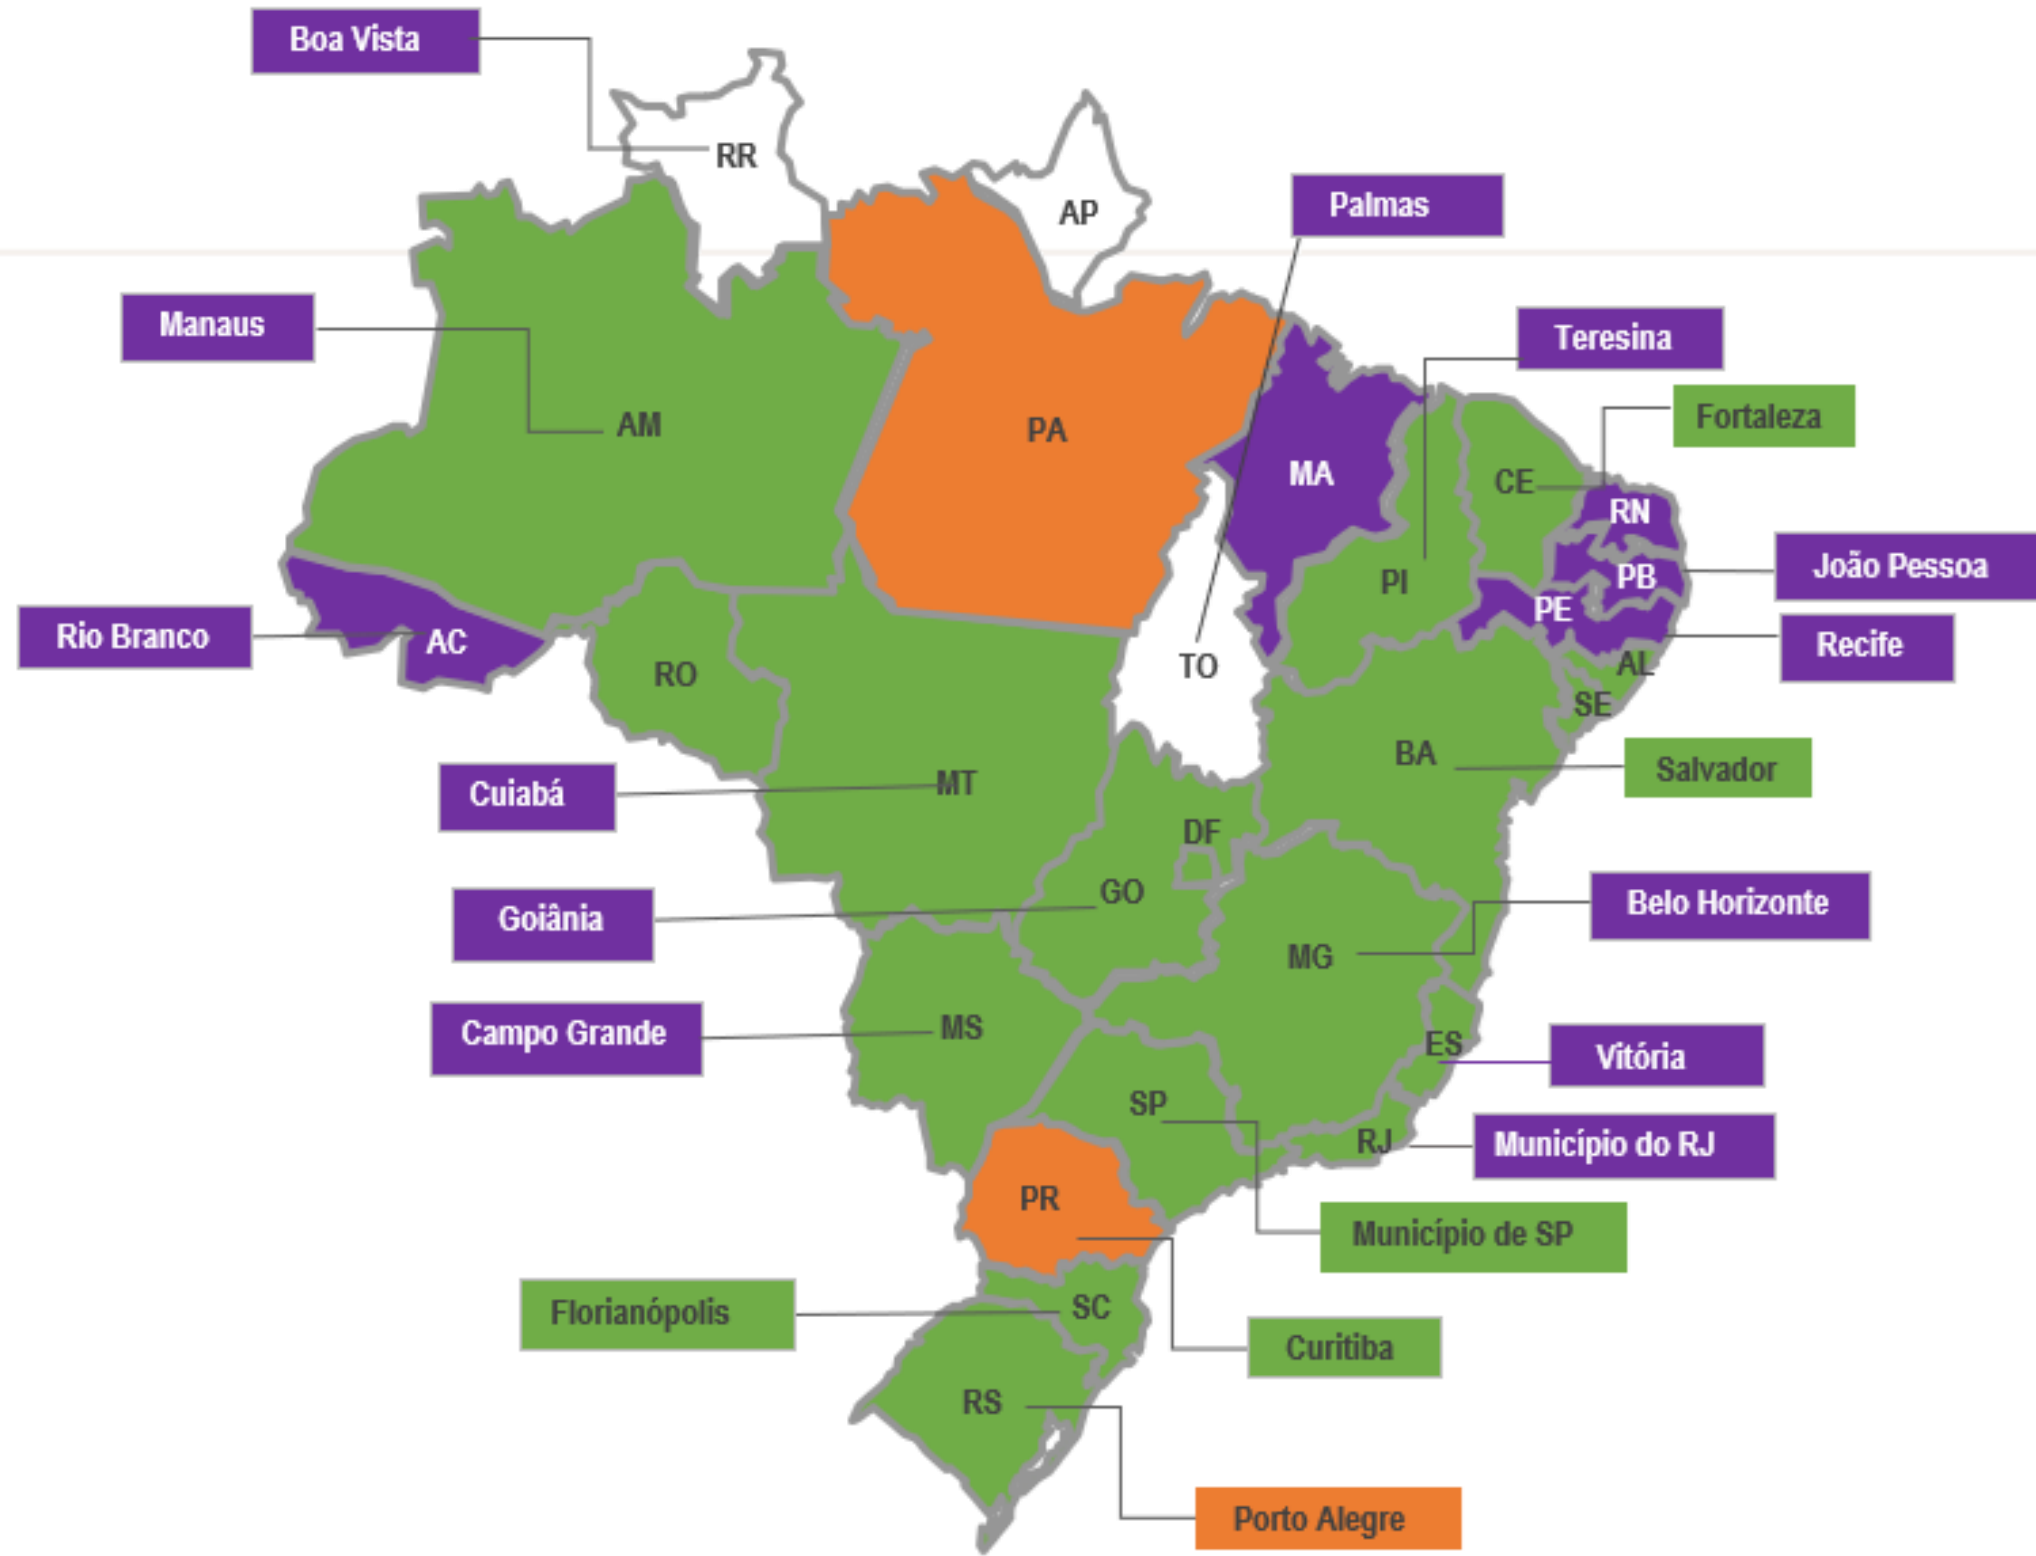 Boa Vista
RR
AP
Palmas
Manaus
Teresina
Fortaleza
AM
PA
MA
CE
RN
João Pessoa
PI
PB
PE
Rio Branco
AC
Recife
RO
TO
AL
SE
BA
Salvador
Cuiabá
MT
DF
GO
Goiânia
Belo Horizonte
MG
Campo Grande
MS
ES
Vitória
SP
RJ
Município do RJ
PR
Município de SP
Florianópolis
SC
Curitiba
RS
Porto Alegre